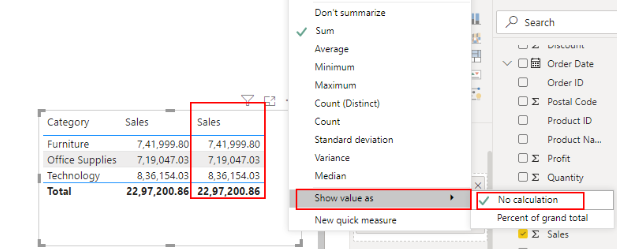 Category Sales Sales
Furniture 7,41,999.80 7,41,999.80
Office Supplies 7,19,047.03 7,19,047.03
Technology 8,36,154.03 8,36,154.03
Total 22,97,200.86 22,97,200.86
Don't summarize
Sum
Average
Minimum
Maximum
Count (Distinct)
Count
Standard deviation
Variance
Median
Show value as
New quick measure
No calculation
Percent of grand total
Search
Discount
Order Date
Order ID
Postal Code
Product ID
Product Na...
Profit
Quantity
Sales